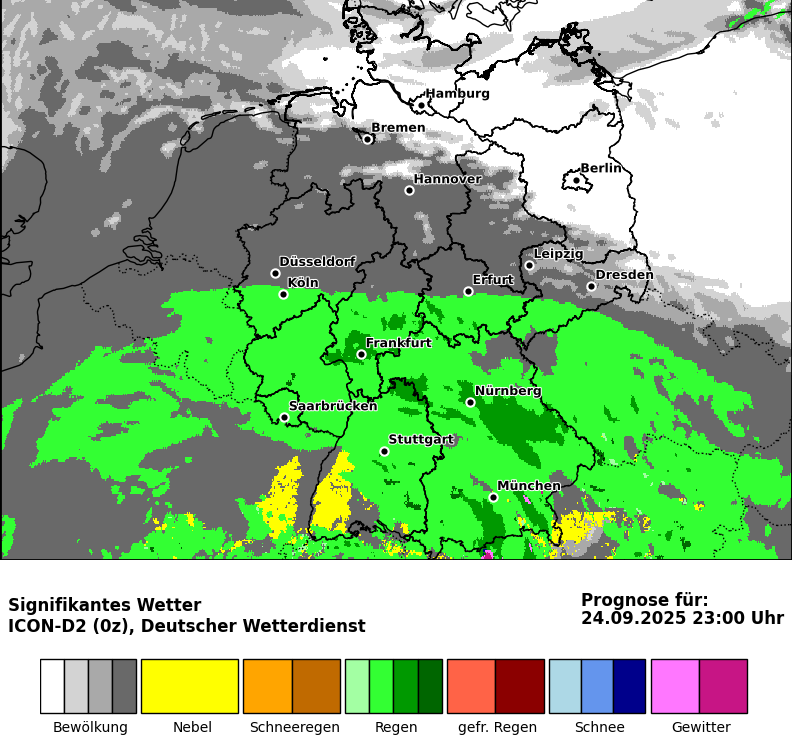 Hamburg
Bremen
Berlin
Hannover
Leipzig
Düsseldorf
Dresden
Köln
Erfurt
Frankfurt
Nürnberg
Saarbrücken
Stuttgart
München
Signifikantes Wetter
ICON-D2 (0z), Deutscher Wetterdienst
Prognose für:
24.09.2025 23:00 Uhr
Bewölkung
Nebel
Schneeregen
Regen
gefr. Regen
Schnee
Gewitter